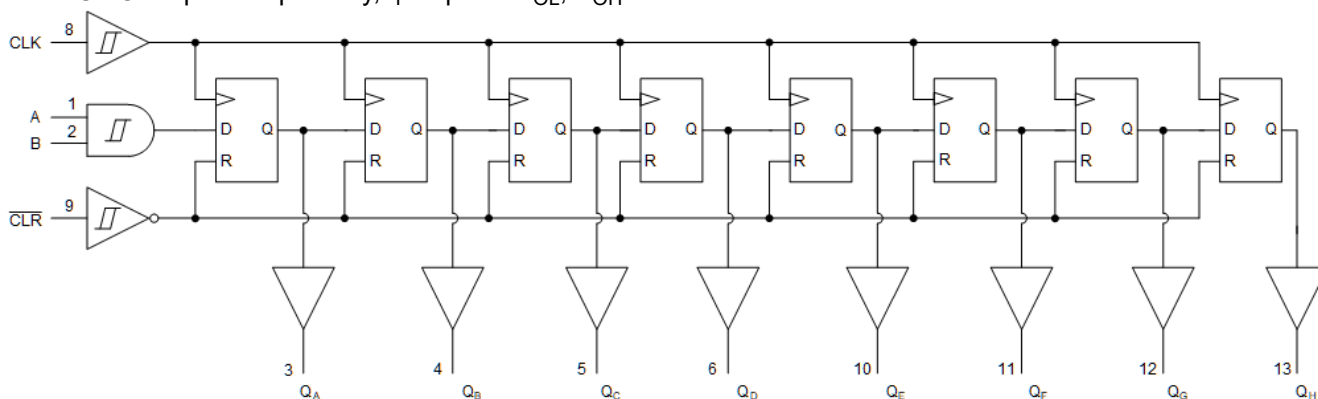 CLK 8
A 1
B 2
D Q D Q D Q D Q D Q D Q D Q D Q
R R R R R R R R
CLR 9
3 4 5 6 10 11 12 13
QA QB QC QD QE QF QG QH